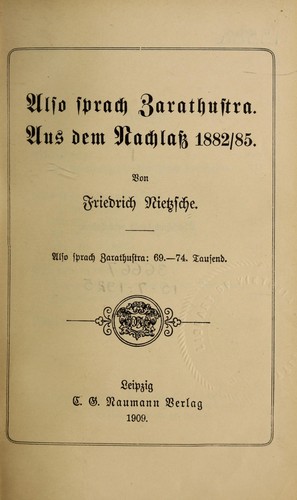 Also sprach Zarathustra.
Aus dem Nachlaß 1882/85.
Von
Friedrich Nietzsche.
Also sprach Zarathustra: 69.—74. Tausend.
Leipzig
C. G. Naumann Verlag
1909.